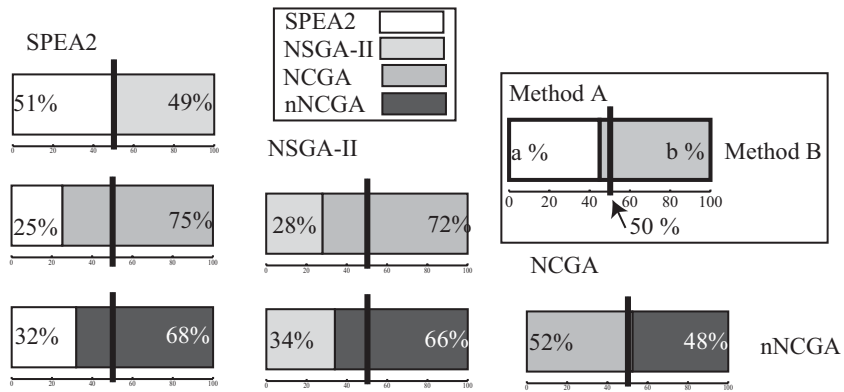 SPEA2
51% 49%
0 20 40 60 80 100
25% 75%
0 20 40 60 80 100
32% 68%
0 20 40 60 80 100
SPEA2
NSGA-II
NCGA
nNCGA
NSGA-II
28% 72%
0 20 40 60 80 100
34% 66%
0 20 40 60 80 100
Method A
a % b % Method B
0 20 40 60 80 100
50 %
NCGA
52% 48% nNCGA
0 20 40 60 80 100